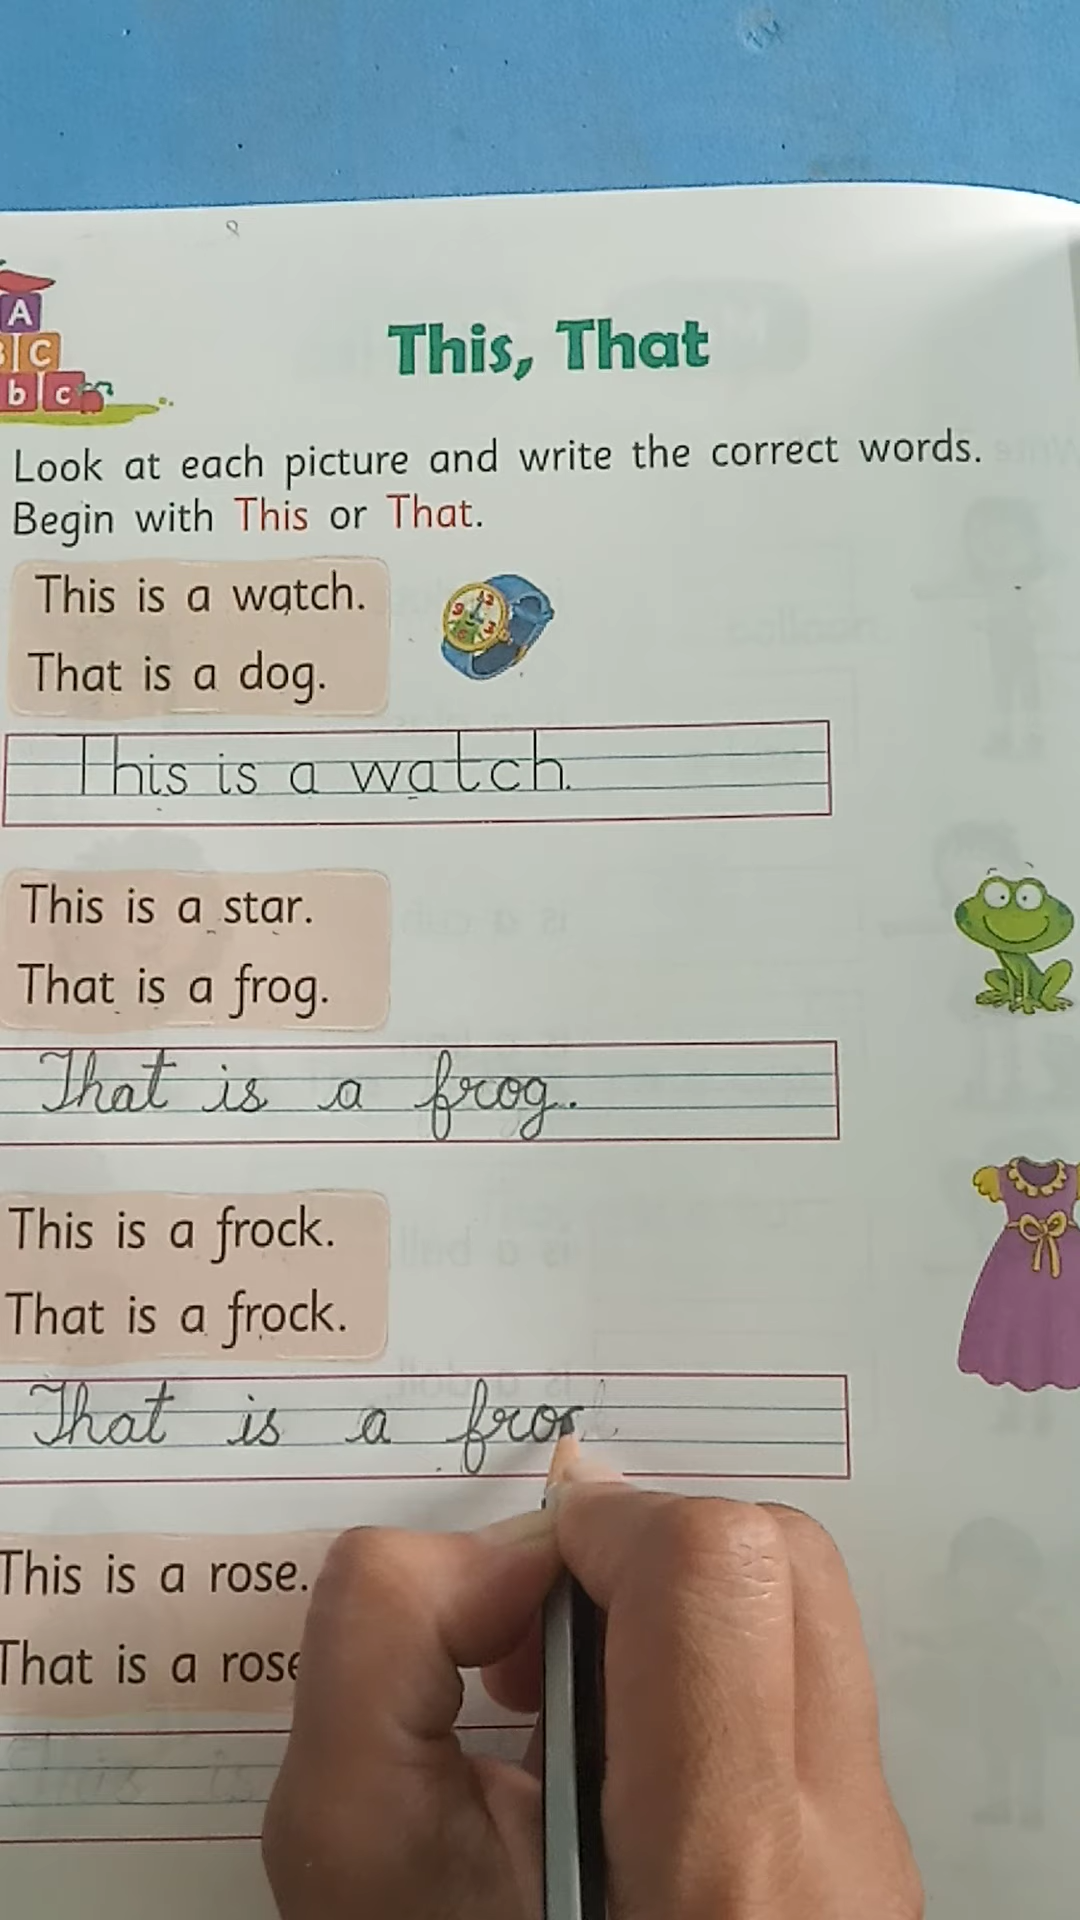 A
B C
b c
This, That
Look at each picture and write the correct words.
Begin with This or That.
This is a watch.
That is a dog.
This is a watch.
This is a star.
That is a frog.
That is a frog.
This is a frock.
That is a frock.
That is a froc
This is a rose.
That is a rose